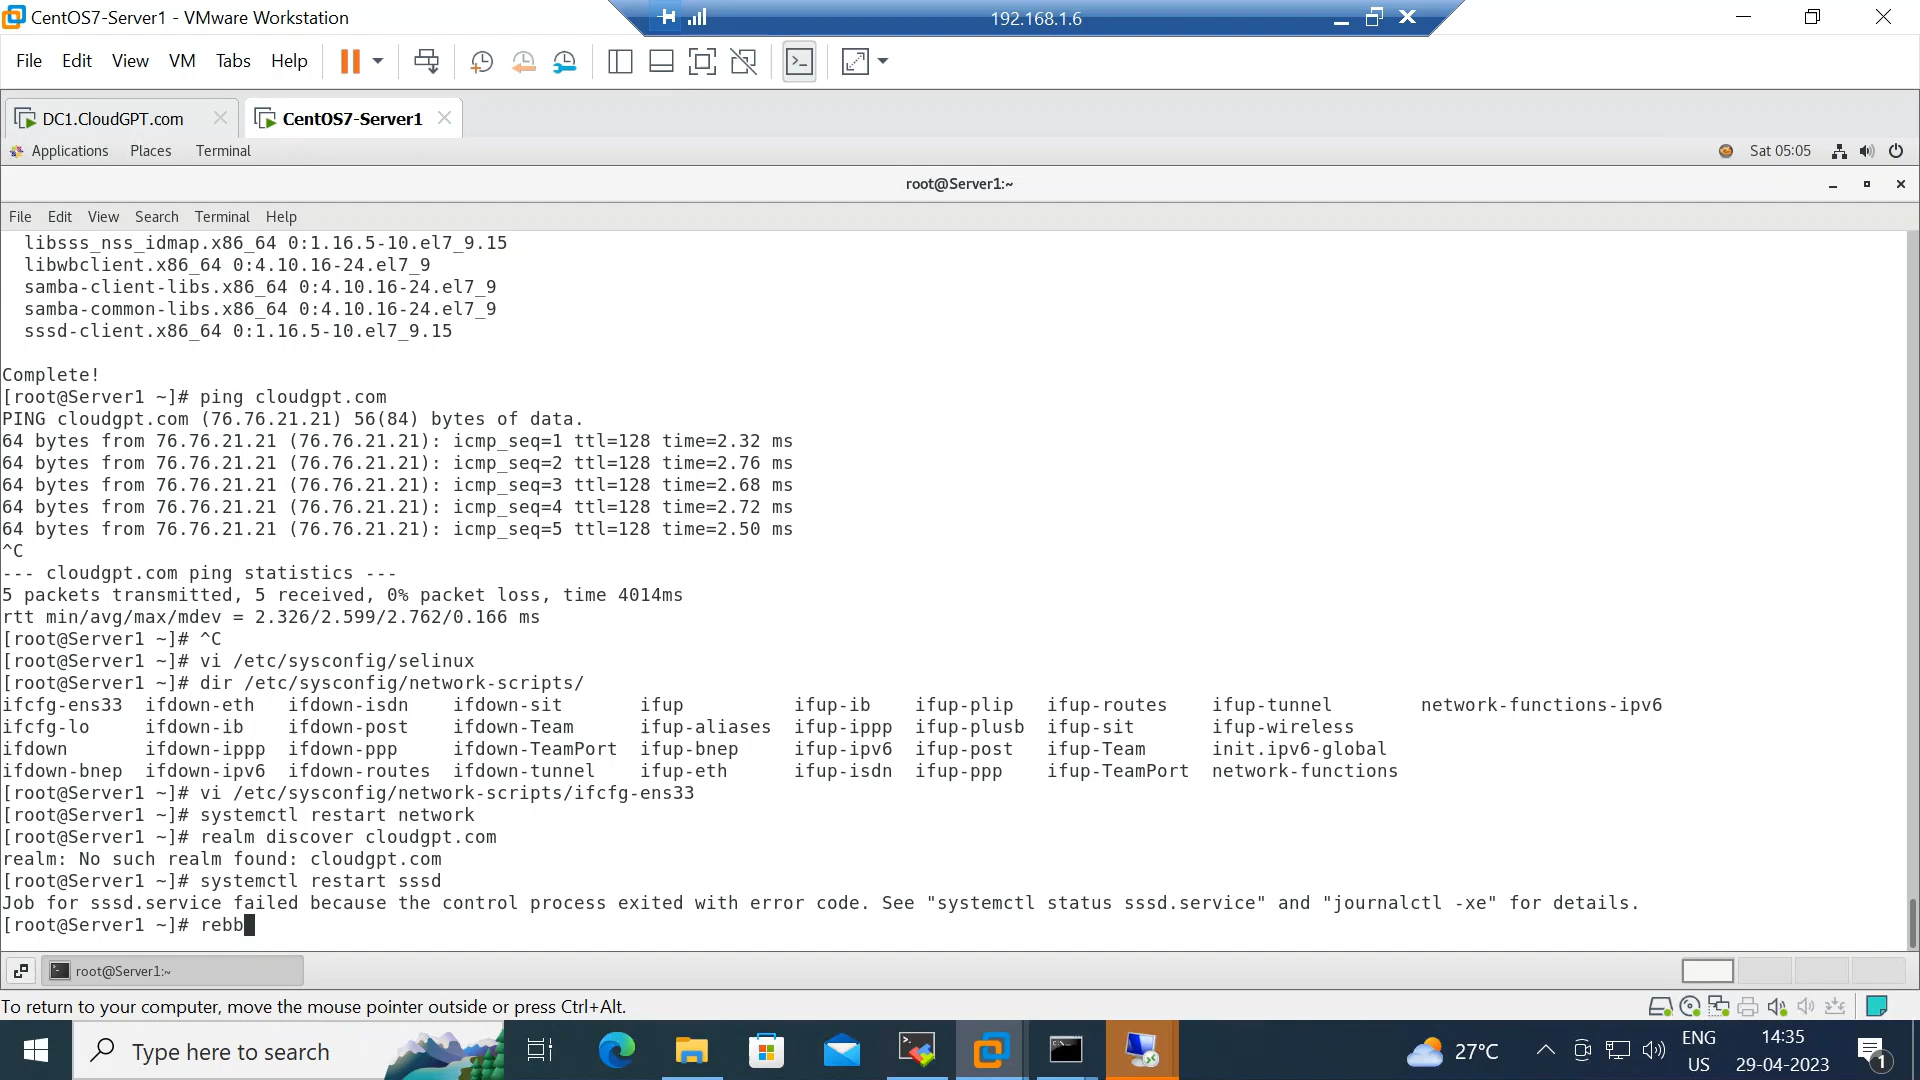 CentOS7-Server1 - VMware Workstation
192.168.1.6
File Edit View VM Tabs Help
DC1.CloudGPT.com
CentOS7-Server1
Applications Places Terminal
Sat 05:05
root@Server1:~
File Edit View Search Terminal Help
libsss_nss_idmap.x86_64 0:1.16.5-10.el7_9.15
libwbclient.x86_64 0:4.10.16-24.el7_9
samba-client-libs.x86_64 0:4.10.16-24.el7_9
samba-common-libs.x86_64 0:4.10.16-24.el7_9
sssd-client.x86_64 0:1.16.5-10.el7_9.15
Complete!
[root@Server1 ~]# ping cloudgpt.com
PING cloudgpt.com (76.76.21.21) 56(84) bytes of data.
64 bytes from 76.76.21.21 (76.76.21.21): icmp_seq=1 ttl=128 time=2.32 ms
64 bytes from 76.76.21.21 (76.76.21.21): icmp_seq=2 ttl=128 time=2.76 ms
64 bytes from 76.76.21.21 (76.76.21.21): icmp_seq=3 ttl=128 time=2.68 ms
64 bytes from 76.76.21.21 (76.76.21.21): icmp_seq=4 ttl=128 time=2.72 ms
64 bytes from 76.76.21.21 (76.76.21.21): icmp_seq=5 ttl=128 time=2.50 ms
^C
--- cloudgpt.com ping statistics ---
5 packets transmitted, 5 received, 0% packet loss, time 4014ms
rtt min/avg/max/mdev = 2.326/2.599/2.762/0.166 ms
[root@Server1 ~]# ^C
[root@Server1 ~]# vi /etc/sysconfig/selinux
[root@Server1 ~]# dir /etc/sysconfig/network-scripts/
ifcfg-ens33 ifdown-eth ifdown-isdn ifdown-sit ifup ifup-ib ifup-plip ifup-routes ifup-tunnel network-functions-ipv6
ifcfg-lo ifdown-ib ifdown-post ifdown-Team ifup-aliases ifup-ippp ifup-plusb ifup-sit ifup-wireless
ifdown ifdown-ippp ifdown-ppp ifdown-TeamPort ifup-bnep ifup-ipv6 ifup-post ifup-Team init.ipv6-global
ifdown-bnep ifdown-ipv6 ifdown-routes ifdown-tunnel ifup-eth ifup-isdn ifup-ppp ifup-TeamPort network-functions
[root@Server1 ~]# vi /etc/sysconfig/network-scripts/ifcfg-ens33
[root@Server1 ~]# systemctl restart network
[root@Server1 ~]# realm discover cloudgpt.com
realm: No such realm found: cloudgpt.com
[root@Server1 ~]# systemctl restart sssd
Job for sssd.service failed because the control process exited with error code. See "systemctl status sssd.service" and "journalctl -xe" for details.
[root@Server1 ~]# rebb
root@Server1:~
To return to your computer, move the mouse pointer outside or press Ctrl+Alt.
Type here to search
27°C
ENG
US
14:35
29-04-2023
1